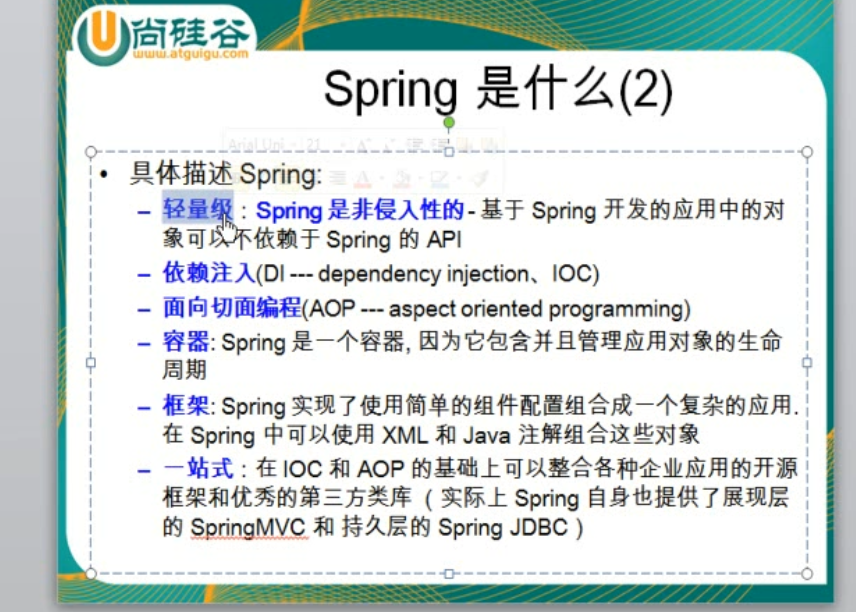 尚硅谷
www.atguigu.com
Spring 是什么(2)
• 具体描述 Spring:
– 轻量级：Spring 是非侵入性的 - 基于 Spring 开发的应用中的对
象可以不依赖于 Spring 的 API
– 依赖注入(DI --- dependency injection、IOC)
– 面向切面编程(AOP --- aspect oriented programming)
– 容器: Spring 是一个容器, 因为它包含并且管理应用对象的生命
周期
– 框架: Spring 实现了使用简单的组件配置组合成一个复杂的应用.
在 Spring 中可以使用 XML 和 Java 注解组合这些对象
– 一站式：在 IOC 和 AOP 的基础上可以整合各种企业应用的开源
框架和优秀的第三方类库（实际上 Spring 自身也提供了展现层
的 SpringMVC 和 持久层的 Spring JDBC）